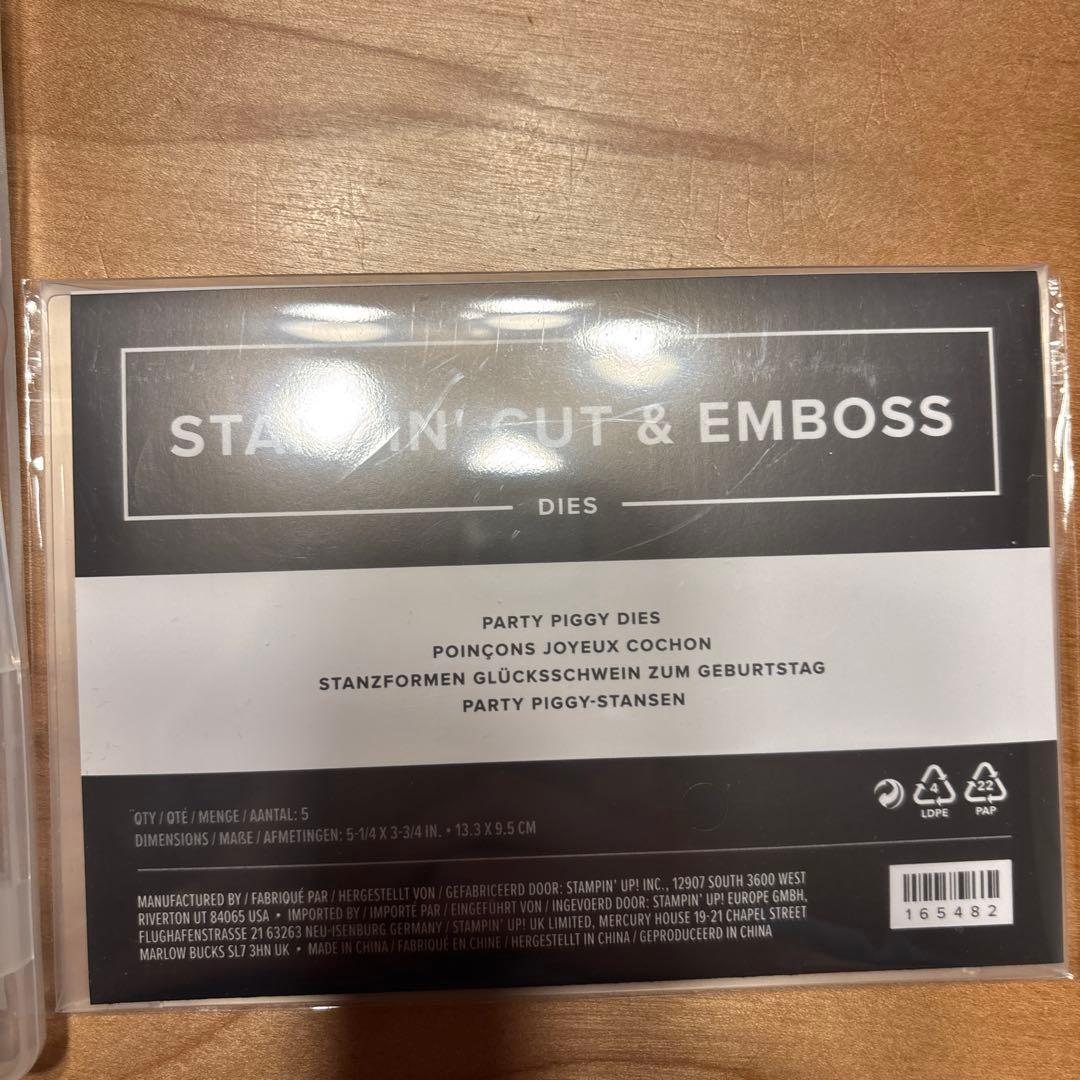 STAMPIN' CUT & EMBOSS
DIES
PARTY PIGGY DIES
POINÇONS JOYEUX COCHON
STANZFORMEN GLÜCKSSCHWEIN ZUM GEBURTSTAG
PARTY PIGGY-STANSEN
QTY / QTÉ / MENGE / AANTAL: 5
DIMENSIONS / MAßE / AFMETINGEN: 5-1/4 X 3-3/4 IN. • 13.3 X 9.5 CM
4
LDPE
22
PAP
MANUFACTURED BY / FABRIQUÉ PAR / HERGESTELLT VON / GEFABRICEERD DOOR: STAMPIN' UP! INC., 12907 SOUTH 3600 WEST
RIVERTON UT 84065 USA • IMPORTED BY / IMPORTÉ PAR / EINGEFÜHRT VON / INGEVOERD DOOR: STAMPIN' UP! EUROPE GMBH,
FLUGHAFENSTRASSE 21 63263 NEU-ISENBURG GERMANY / STAMPIN' UP! UK LIMITED, MERCURY HOUSE 19-21 CHAPEL STREET
MARLOW BUCKS SL7 3HN UK • MADE IN CHINA / FABRIQUÉ EN CHINE / HERGESTELLT IN CHINA / GEPRODUCEERD IN CHINA
165482